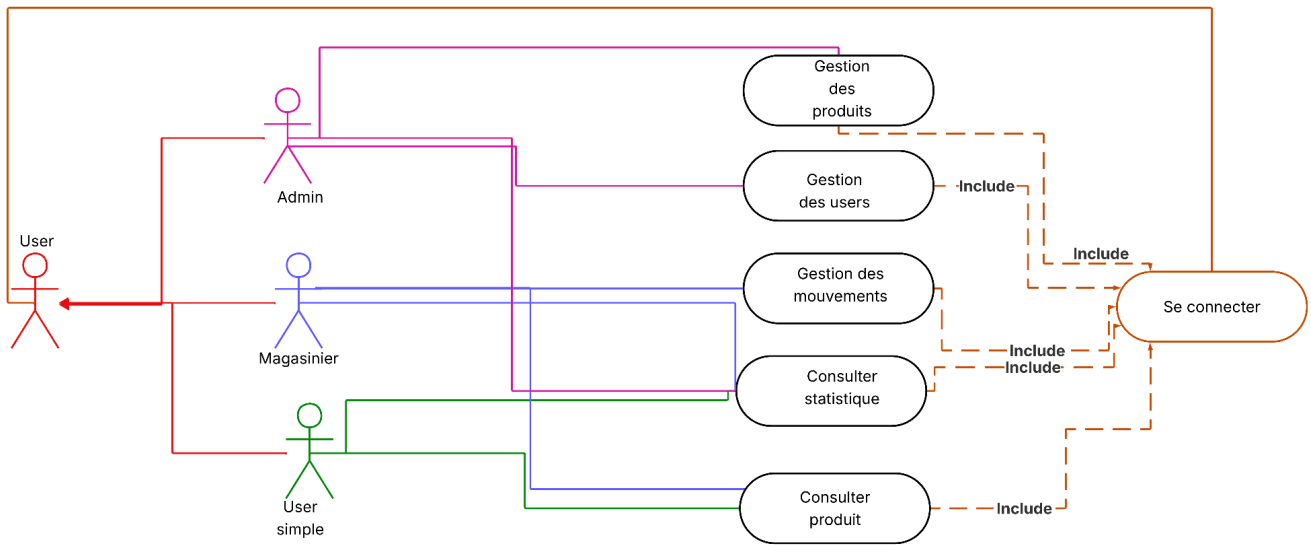 Gestion
des
produits
Admin
Gestion
des users
Include
User
Include
Gestion des
mouvements
Se connecter
Magasinier
Include
Include
Consulter
statistique
User
simple
Consulter
produit
Include